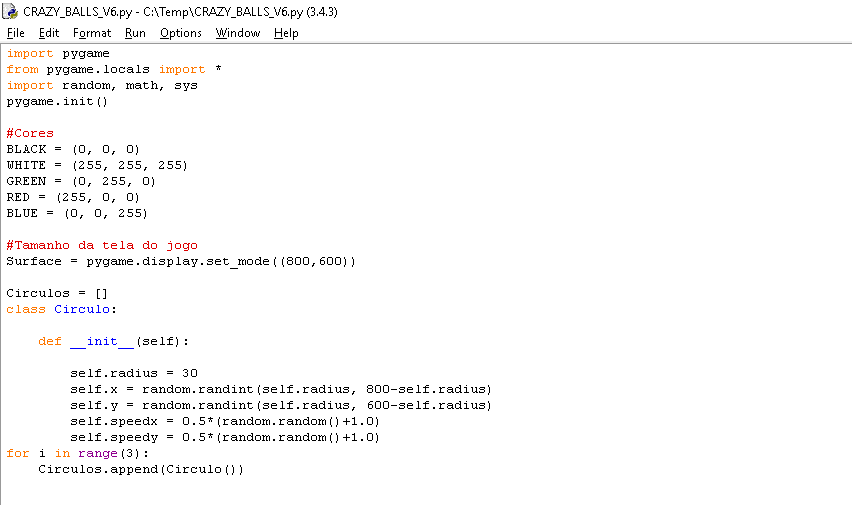 CRAZY_BALLS_V6.py - C:\Temp\CRAZY_BALLS_V6.py (3.4.3)
File Edit Format Run Options Window Help
import pygame
from pygame.locals import *
import random, math, sys
pygame.init()
#Cores
BLACK = (0, 0, 0)
WHITE = (255, 255, 255)
GREEN = (0, 255, 0)
RED = (255, 0, 0)
BLUE = (0, 0, 255)
#Tamanho da tela do jogo
Surface = pygame.display.set_mode((800,600))
Circulos = []
class Circulo:
    def __init__(self):
        self.radius = 30
        self.x = random.randint(self.radius, 800-self.radius)
        self.y = random.randint(self.radius, 600-self.radius)
        self.speedx = 0.5*(random.random()+1.0)
        self.speedy = 0.5*(random.random()+1.0)
for i in range(3):
    Circulos.append(Circulo())